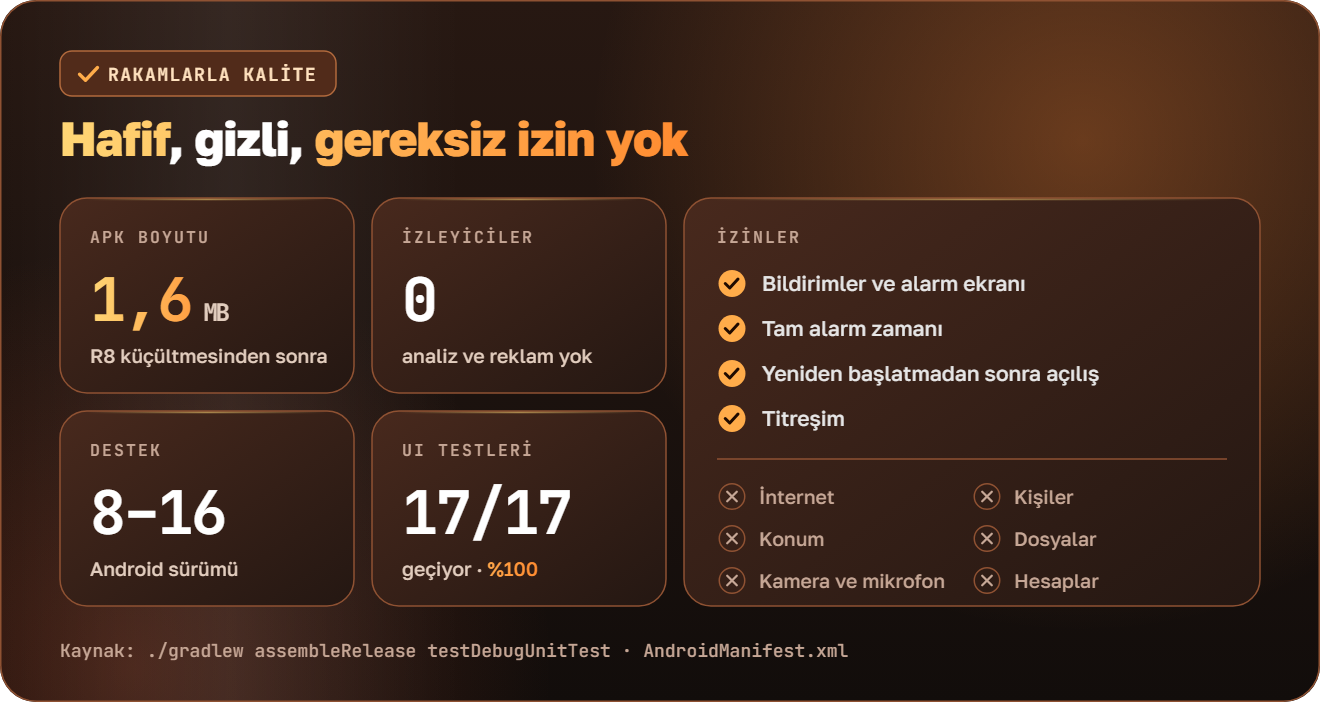 RAKAMLARLA KALİTE
Hafif, gizli, gereksiz izin yok
APK BOYUTU
1,6 MB
R8 küçültmesinden sonra
İZLEYİCİLER
0
analiz ve reklam yok
DESTEK
8–16
Android sürümü
UI TESTLERİ
17/17
geçiyor · %100
İZİNLER
Bildirimler ve alarm ekranı
Tam alarm zamanı
Yeniden başlatmadan sonra açılış
Titreşim
İnternet
Kişiler
Konum
Dosyalar
Kamera ve mikrofon
Hesaplar
Kaynak: ./gradlew assembleRelease testDebugUnitTest · AndroidManifest.xml